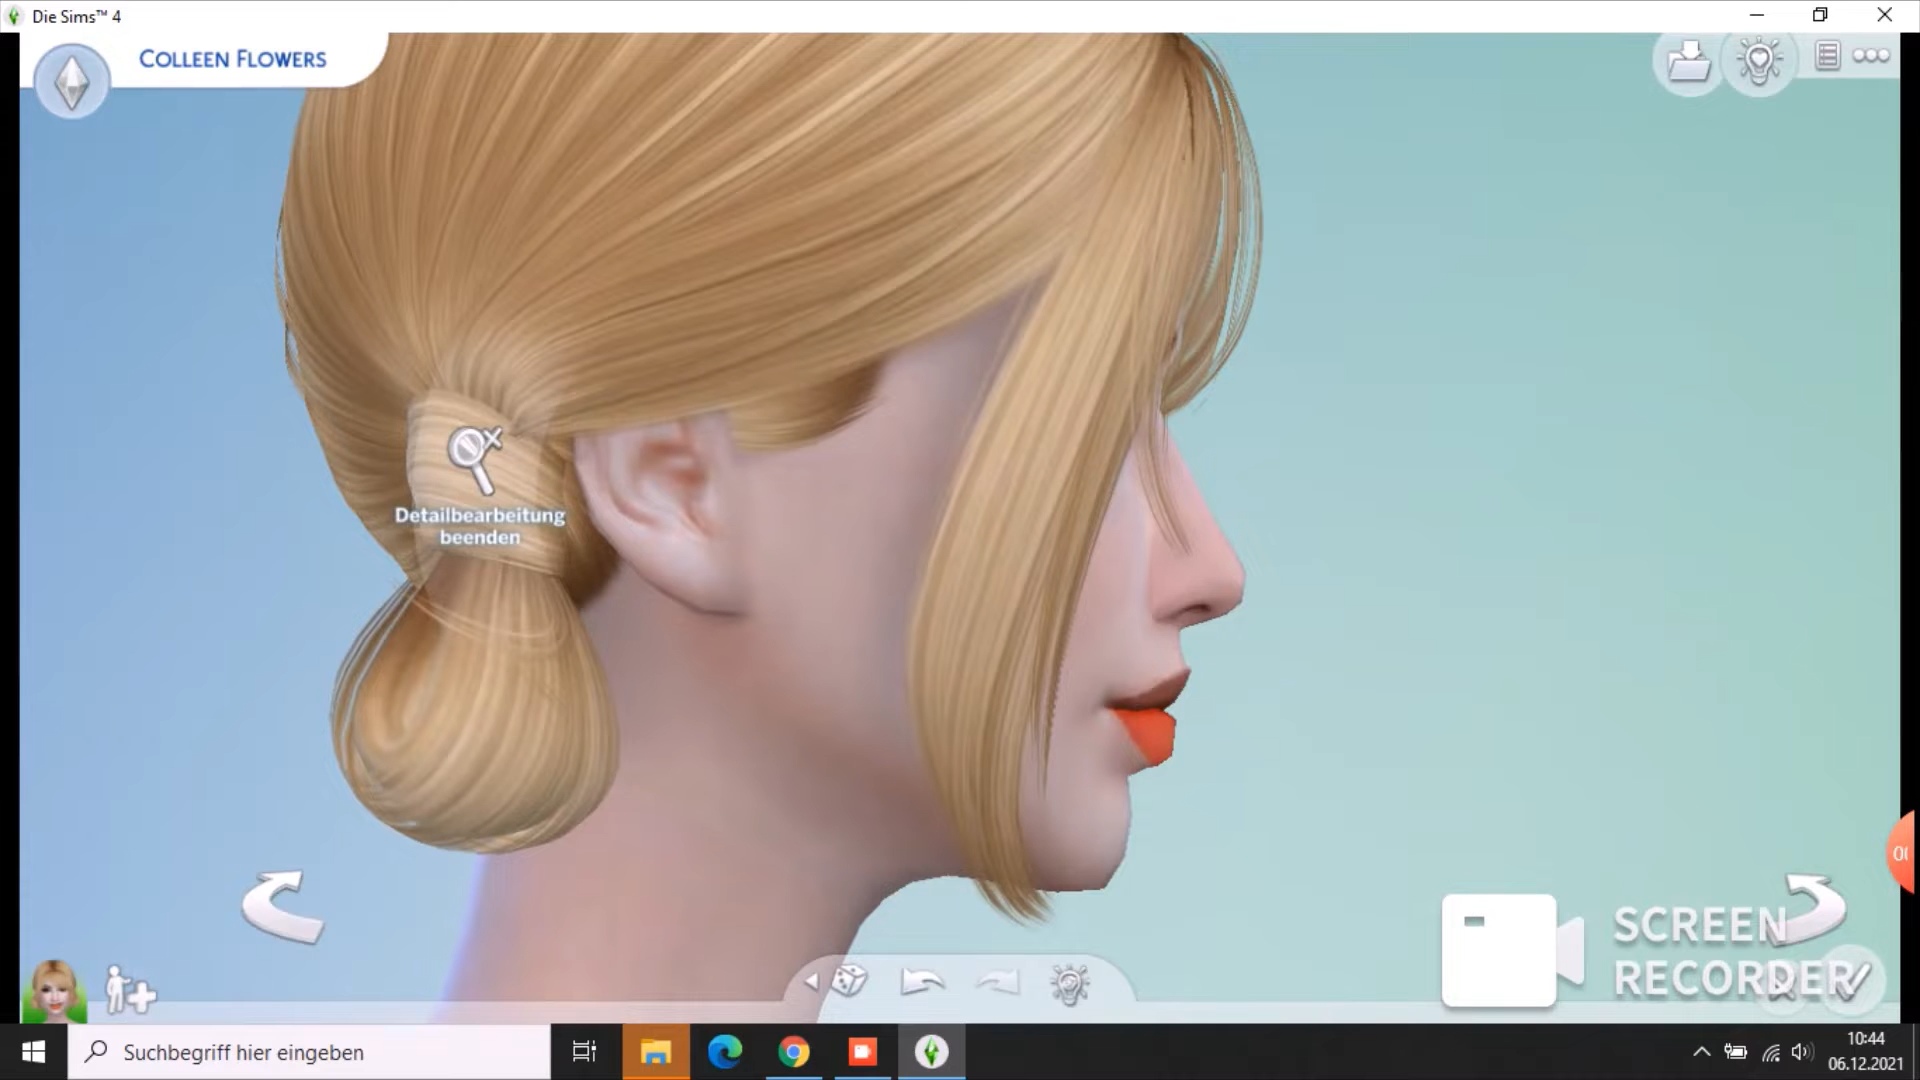 Die Sims™ 4
COLLEEN FLOWERS
Detailbearbeitung
beenden
SCREEN
RECORDER
Suchbegriff hier eingeben
10:44
06.12.2021